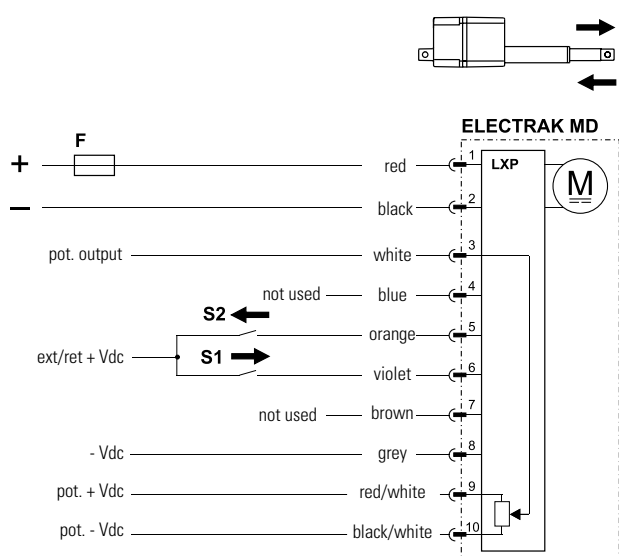 ELECTRAK MD
F
+ red 1 LXP
M
— black 2
pot. output white 3
not used blue 4
S2 orange 5
ext/ret + Vdc S1
violet 6
not used brown 7
- Vdc grey 8
pot. + Vdc red/white 9
pot. - Vdc black/white 10